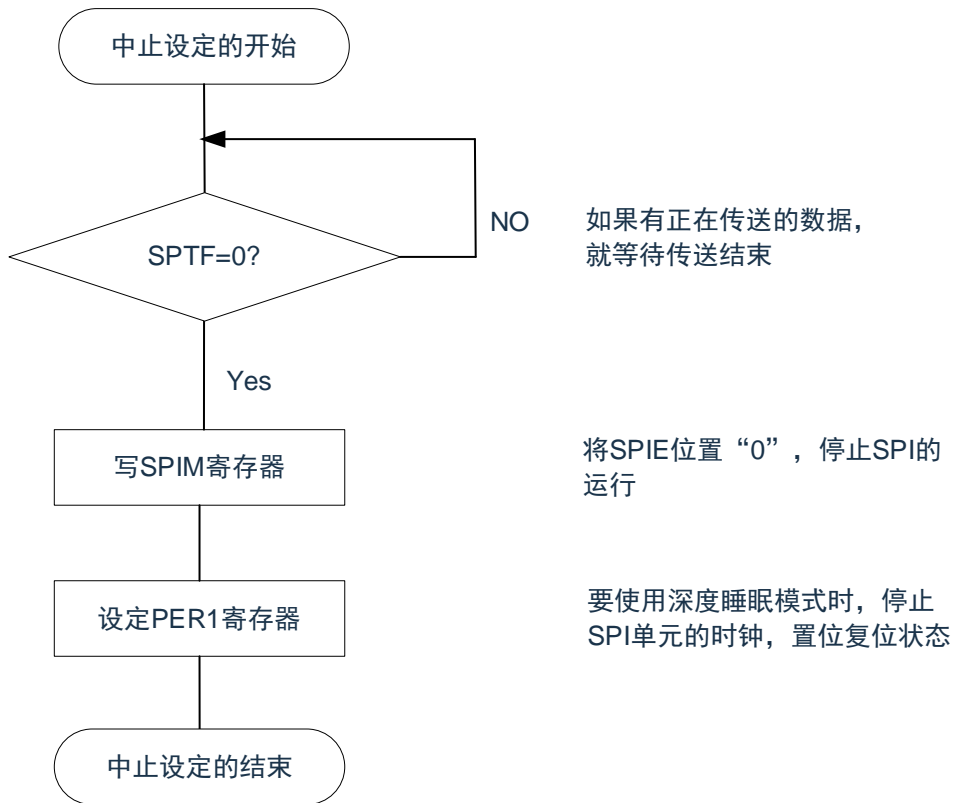 中止设定的开始
SPTF=0?
NO
如果有正在传送的数据，
就等待传送结束
Yes
写SPIM寄存器
将SPIE位置“0”，停止SPI的
运行
设定PER1寄存器
要使用深度睡眠模式时，停止
SPI单元的时钟，置位复位状态
中止设定的结束